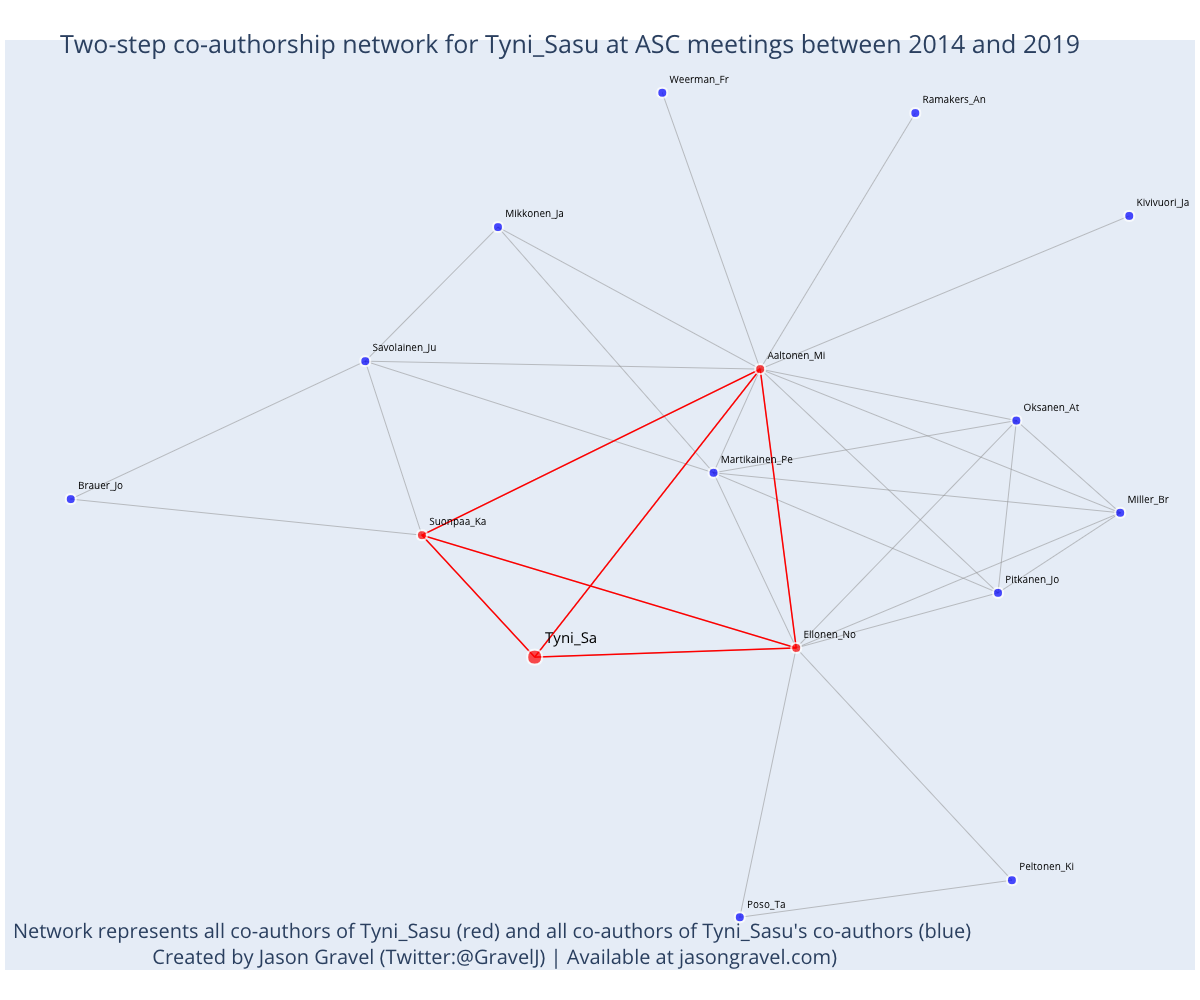 Two-step co-authorship network for Tyni_Sasu at ASC meetings between 2014 and 2019
Weerman_Fr
Ramakers_An
Kivivuori_Ja
Mikkonen_Ja
Savolainen_Ju
Aaltonen_Mi
Oksanen_At
Martikainen_Pe
Brauer_Jo
Miller_Br
Suonpaa_Ka
Pitkanen_Jo
Ellonen_No
Tyni_Sa
Peltonen_Ki
Poso_Ta
Network represents all co-authors of Tyni_Sasu (red) and all co-authors of Tyni_Sasu's co-authors (blue)
Created by Jason Gravel (Twitter:@GravelJ) | Available at jasongravel.com)